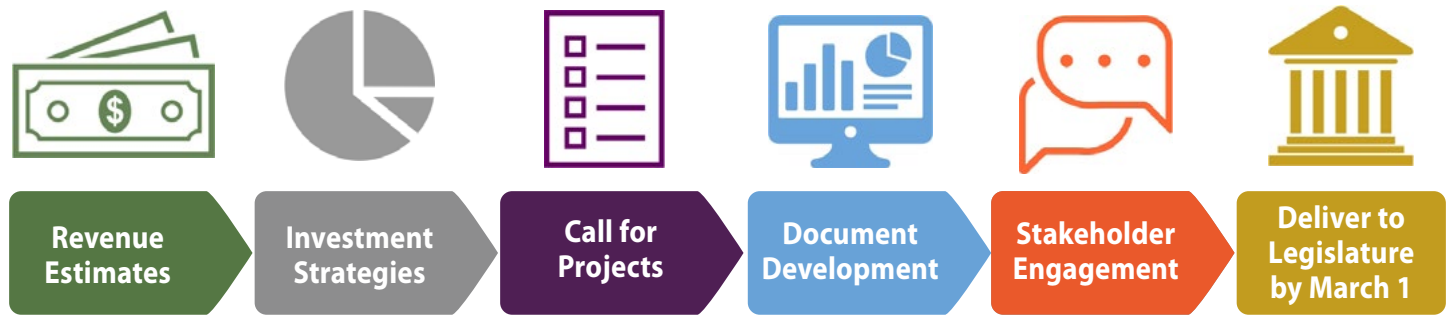 $
Revenue
Estimates
Investment
Strategies
Call for
Projects
Document
Development
Stakeholder
Engagement
Deliver to
Legislature
by March 1